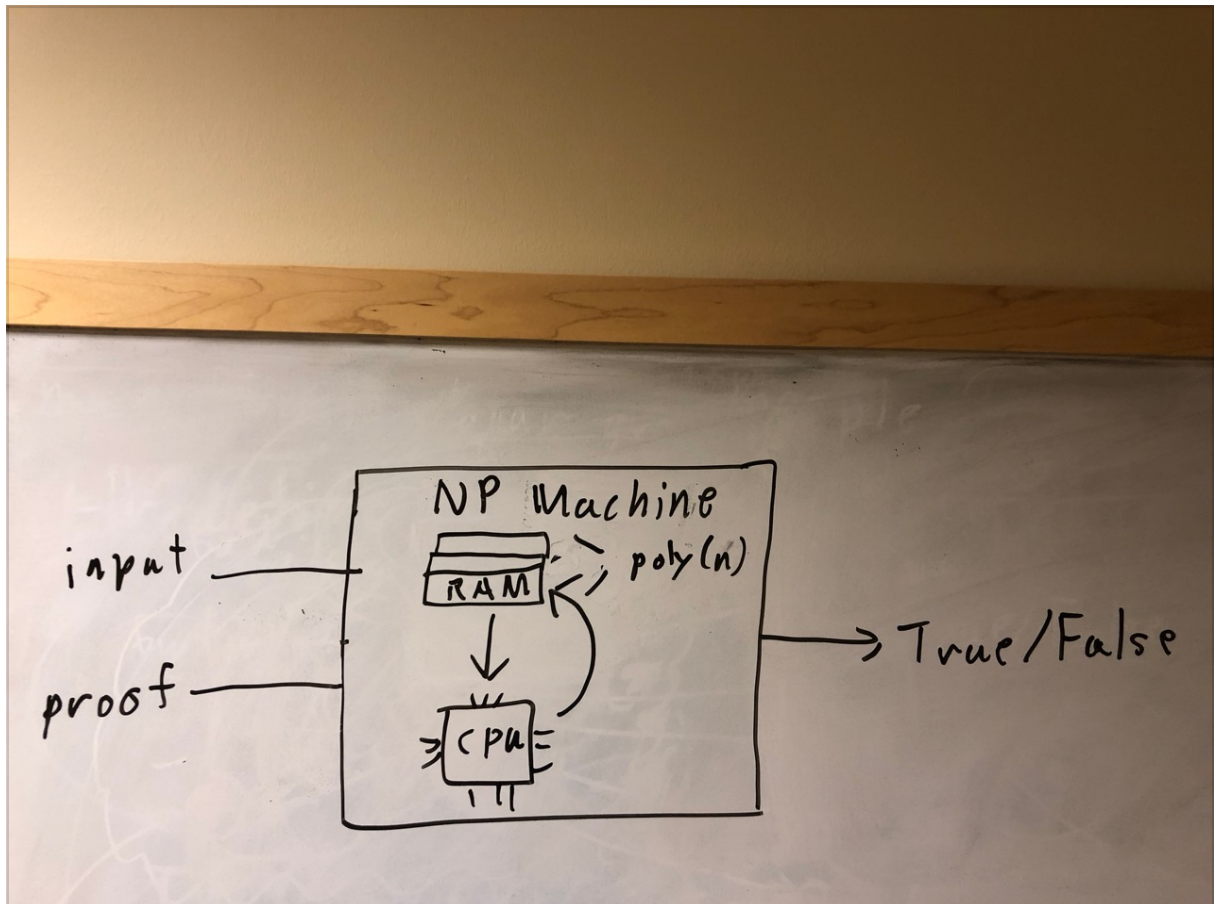 NP Machine
input
RAM
poly(n)
True/False
proof
cpu